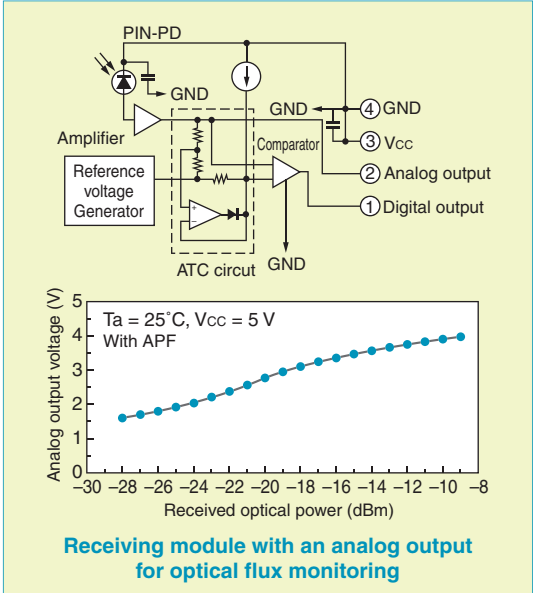 PIN-PD
GND
GND
④ GND
③ Vcc
Amplifier
Comparator
② Analog output
Reference
voltage
Generator
① Digital output
+
−
ATC circut
GND
Analog output voltage (V)
5
4
3
2
1
0
Ta = 25˚C, Vcc = 5 V
With APF
–30 –28 –26 –24 –22 –20 –18 –16 –14 –12 –10 –8
Received optical power (dBm)
Receiving module with an analog output
for optical flux monitoring